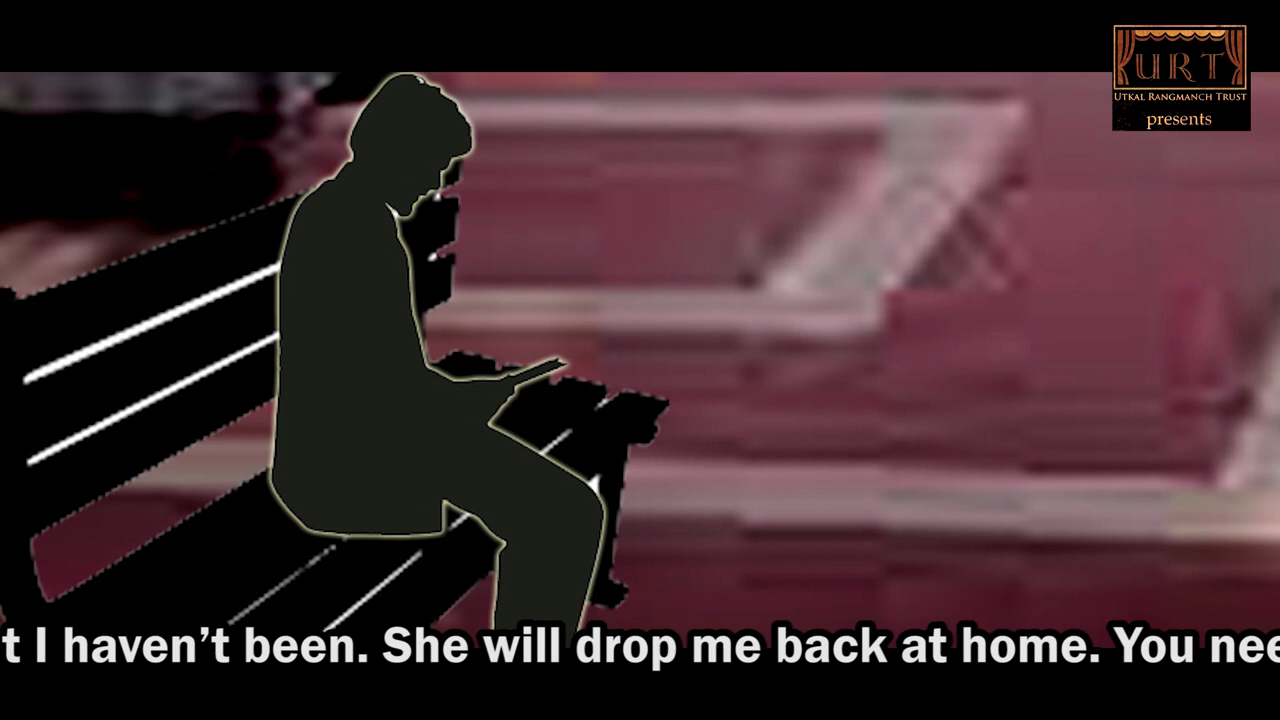 URT
UTKAL RANGMANCH TRUST
presents
t I haven’t been. She will drop me back at home. You nee